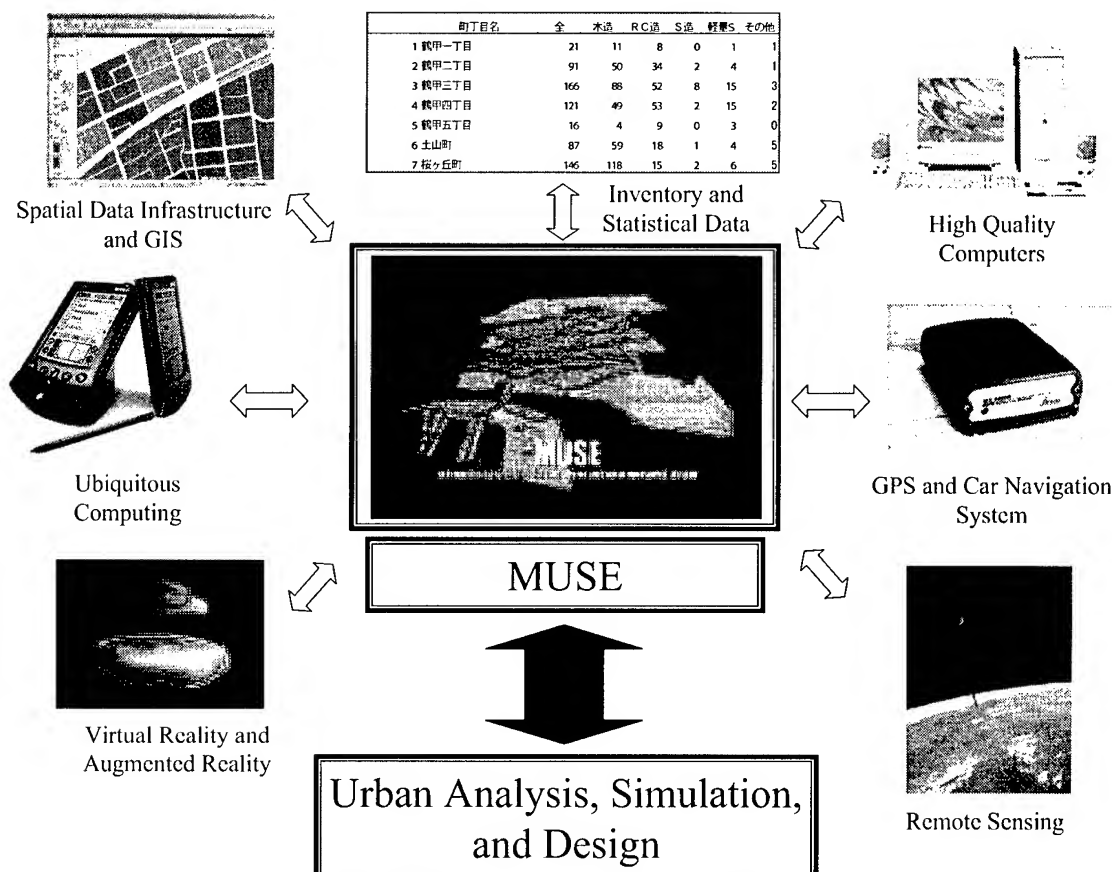 町丁目名 全 木造 RC造 S造 軽量S その他
1 鶴甲一丁目 21 11 8 0 1 1
2 鶴甲二丁目 91 50 34 2 4 1
3 鶴甲三丁目 166 88 52 8 15 3
4 鶴甲四丁目 121 49 53 2 15 2
5 鶴甲五丁目 16 4 9 0 3 0
6 土山町 87 59 18 1 4 5
7 桜ヶ丘町 146 118 15 2 6 5
Spatial Data Infrastructure
and GIS
Inventory and
Statistical Data
High Quality
Computers
MUSE
Ubiquitous
Computing
GPS and Car Navigation
System
MUSE
Virtual Reality and
Augmented Reality
Urban Analysis, Simulation,
and Design
Remote Sensing